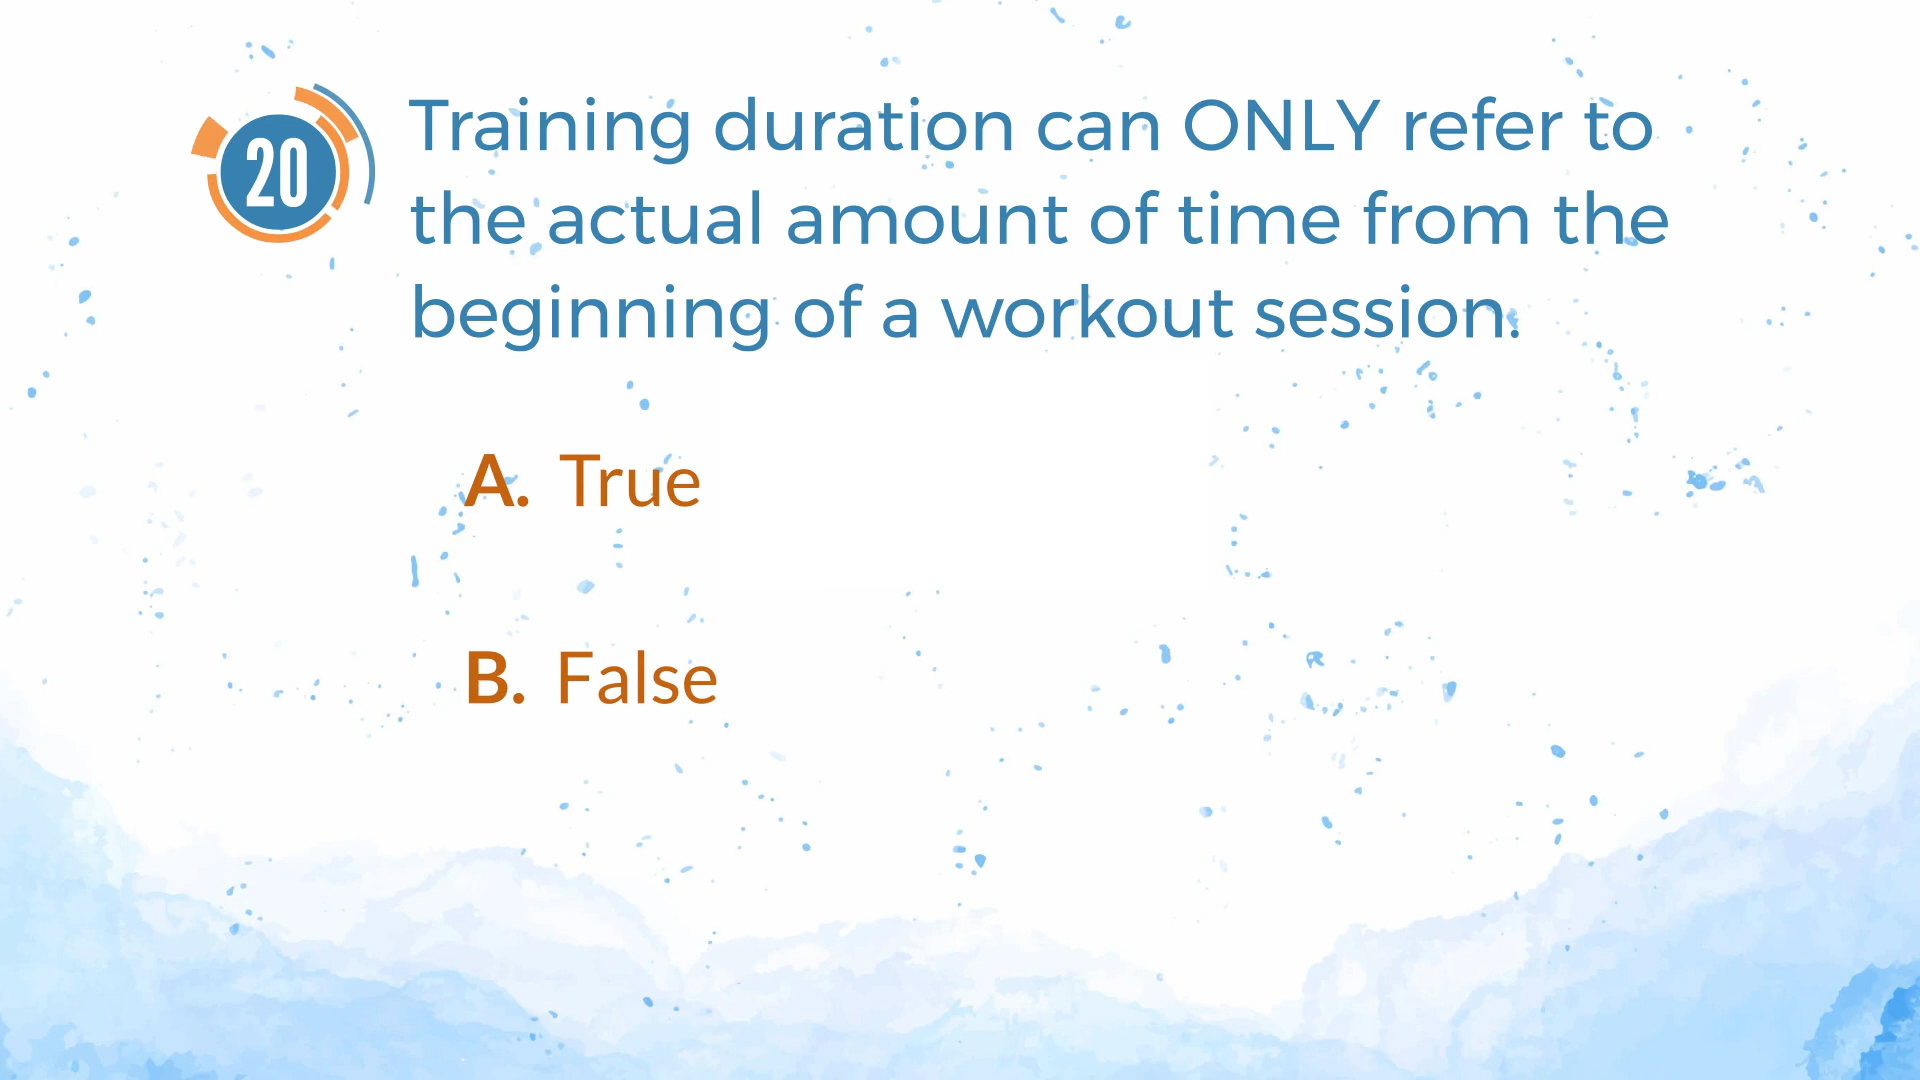 20
Training duration can ONLY refer to
the actual amount of time from the
beginning of a workout session.
A. True
B. False